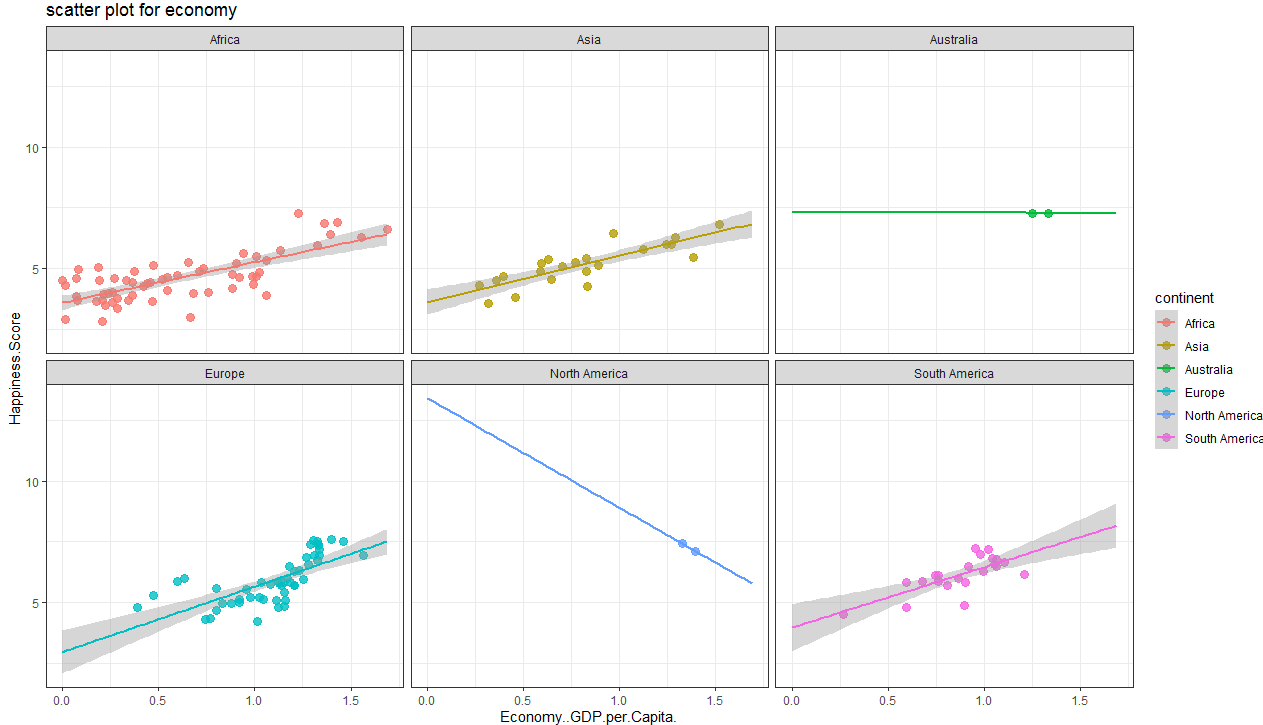 scatter plot for economy
Africa
Asia
Australia
10
5
Europe
North America
South America
10
5
0.0 0.5 1.0 1.5
0.0 0.5 1.0 1.5
0.0 0.5 1.0 1.5
Happiness.Score
Economy..GDP.per.Capita.
continent
Africa
Asia
Australia
Europe
North America
South America